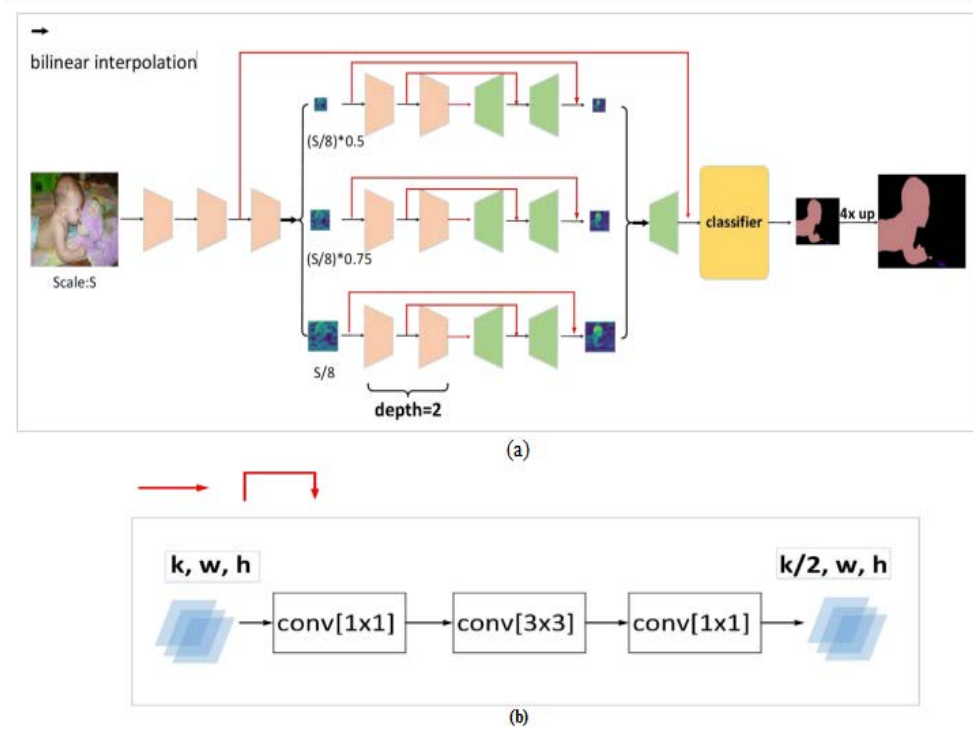 bilinear interpolation
(S/8)*0.5
(S/8)*0.75
Scale:S
S/8
depth=2
classifier
4x up
(a)
k, w, h
k/2, w, h
conv[1x1]
conv[3x3]
conv[1x1]
(b)